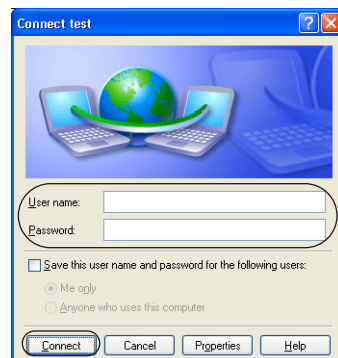 Connect test
User name:
Password:
Save this user name and password for the following users:
Me only
Anyone who uses this computer
Connect Cancel Properties Help